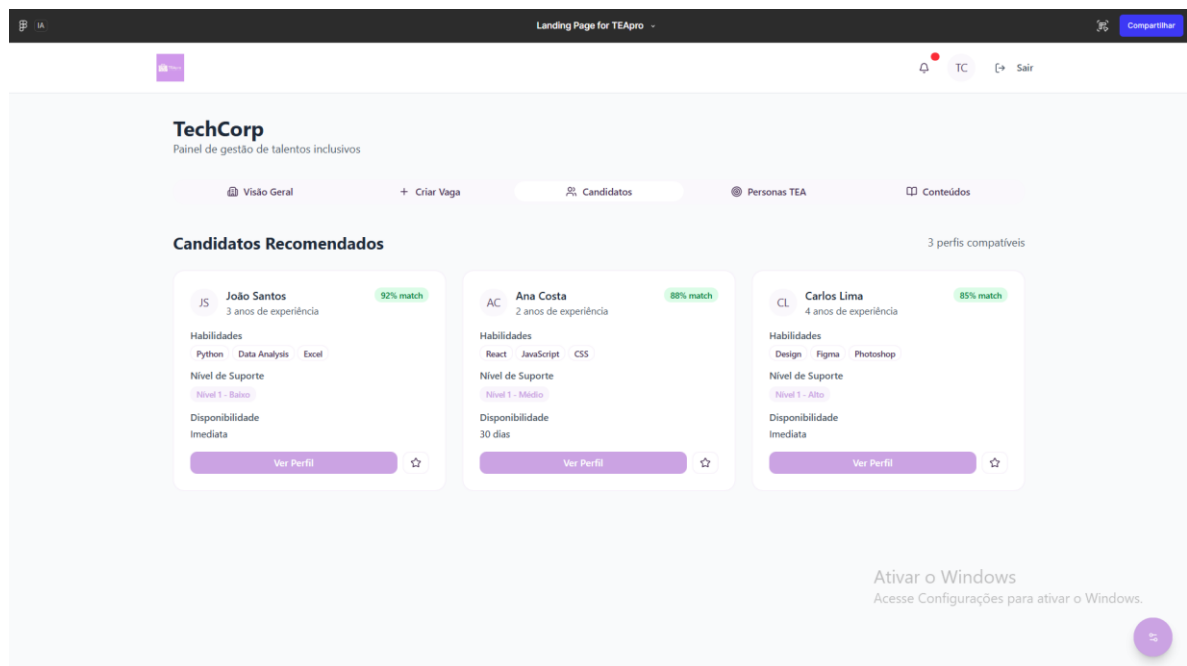 IA
Landing Page for TEApro
Compartilhar
TC
Sair
TechCorp
Painel de gestão de talentos inclusivos
Visão Geral
Criar Vaga
Candidatos
Personas TEA
Conteúdos
Candidatos Recomendados
3 perfis compatíveis
JS
João Santos
3 anos de experiência
92% match
Habilidades
Python Data Analysis Excel
Nível de Suporte
Nível 1 - Baixo
Disponibilidade
Imediata
Ver Perfil
AC
Ana Costa
2 anos de experiência
88% match
Habilidades
React JavaScript CSS
Nível de Suporte
Nível 1 - Médio
Disponibilidade
30 dias
Ver Perfil
CL
Carlos Lima
4 anos de experiência
85% match
Habilidades
Design Figma Photoshop
Nível de Suporte
Nível 1 - Alto
Disponibilidade
Imediata
Ver Perfil
Ativar o Windows
Acesse Configurações para ativar o Windows.